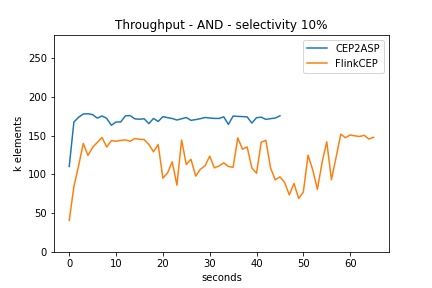 Throughput - AND - selectivity 10%
CEP2ASP
FlinkCEP
k elements
250
200
150
100
50
0
0 10 20 30 40 50 60
seconds